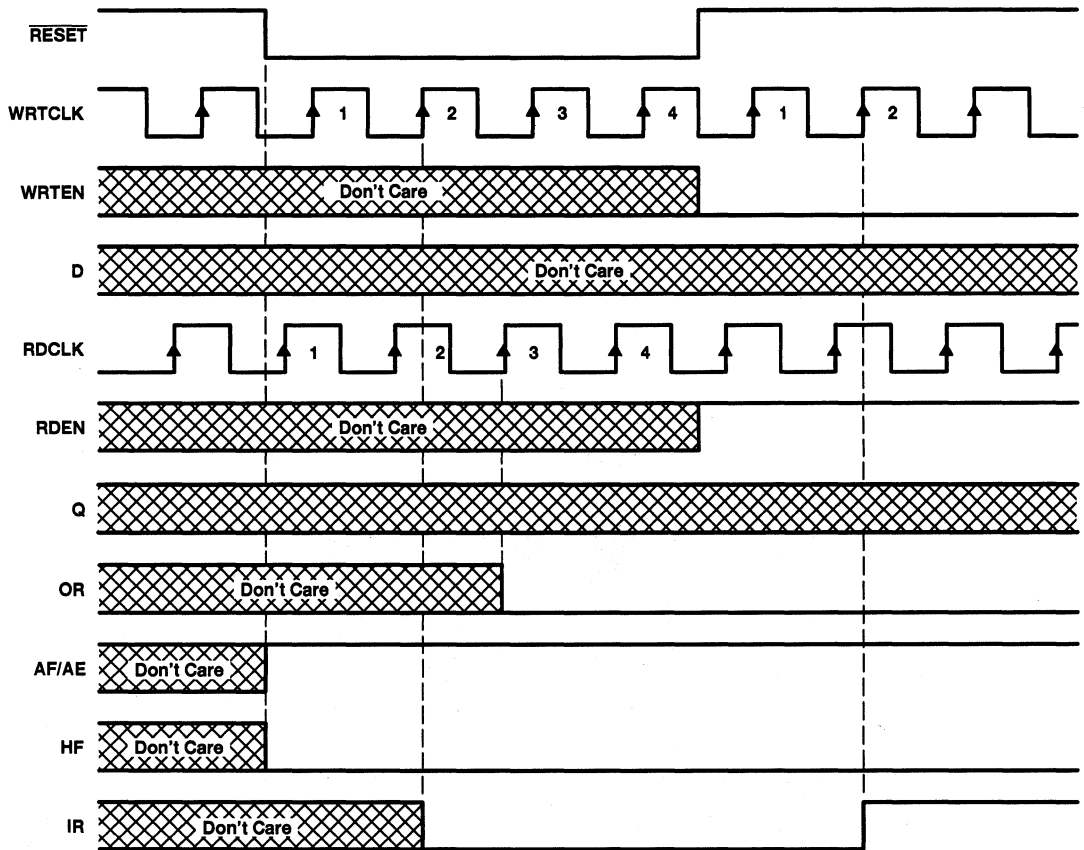 RESET
WRTCLK 1 2 3 4 1 2
WRTEN Don't Care
D Don't Care
RDCLK 1 2 3 4
RDEN Don't Care
Q
OR Don't Care
AF/AE Don't Care
HF Don't Care
IR Don't Care